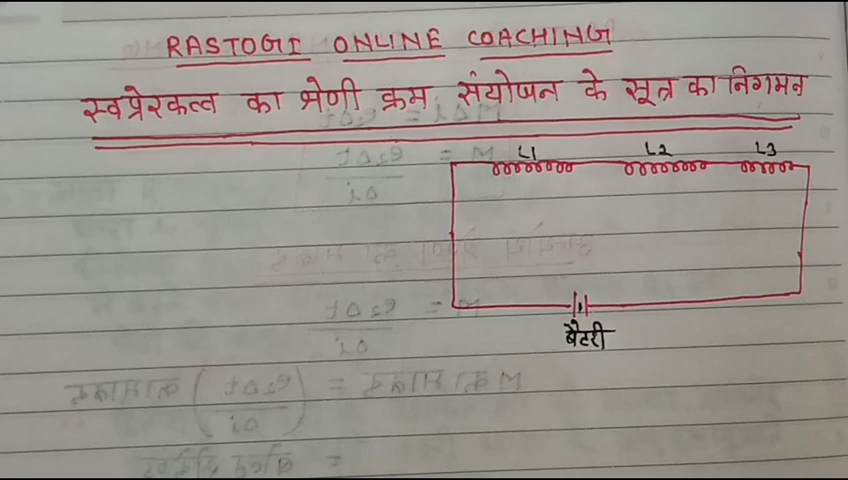 RASTOGI ONLINE COACHING
स्वप्रेरकत्व का श्रेणी क्रम संयोजन के सूत्र का निगमन
L1 L2 L3
बैटरी